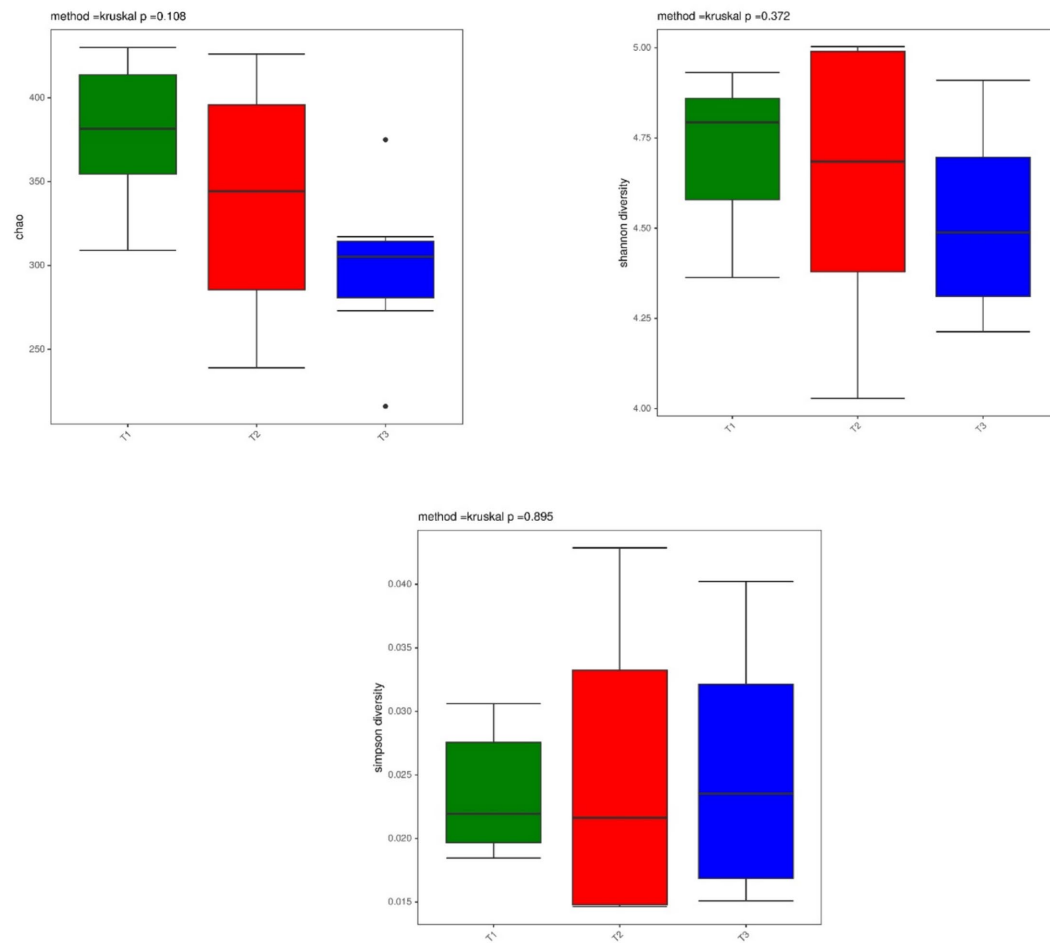 method =kruskal p =0.108
chao
400
350
300
250
T1
T2
T3
method =kruskal p =0.372
shannon diversity
5.00
4.75
4.50
4.25
4.00
T1
T2
T3
method =kruskal p =0.895
simpson diversity
0.040
0.035
0.030
0.025
0.020
0.015
T1
T2
T3